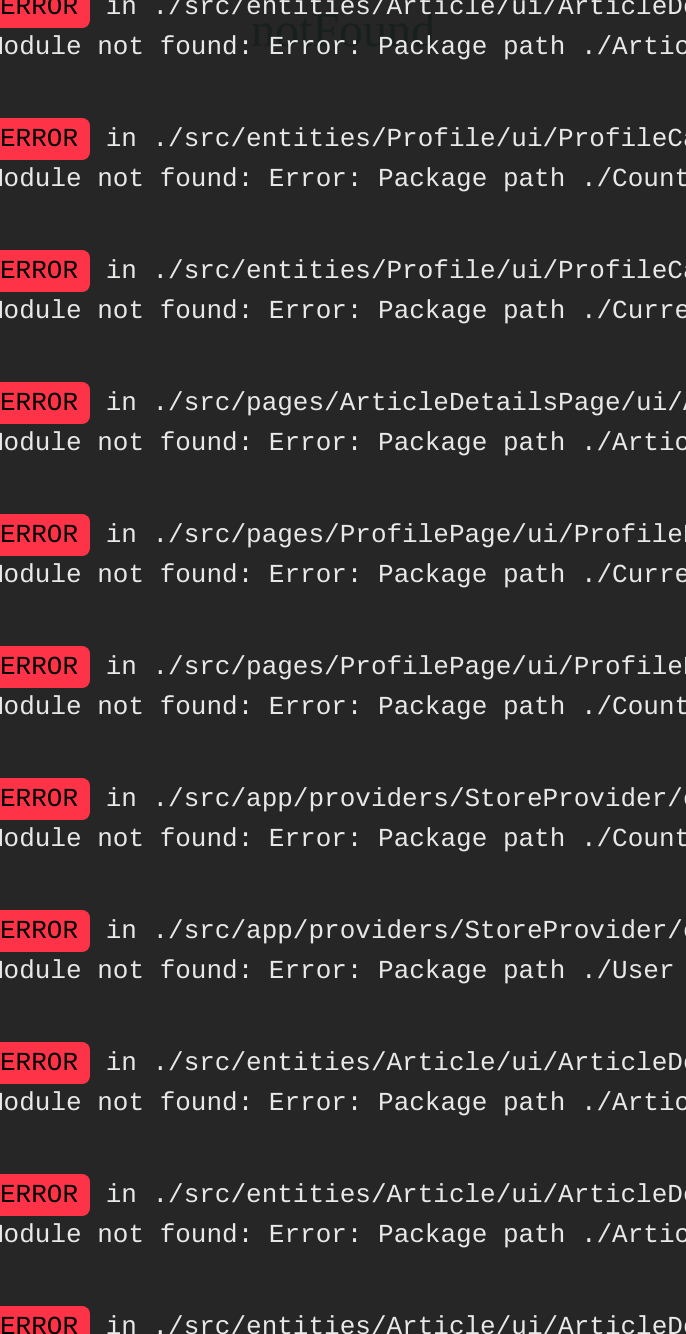 ERROR in ./src/entities/Article/ui/ArticleD
notFound
Module not found: Error: Package path ./Artic
ERROR in ./src/entities/Profile/ui/ProfileCa
Module not found: Error: Package path ./Count
ERROR in ./src/entities/Profile/ui/ProfileCa
Module not found: Error: Package path ./Curre
ERROR in ./src/pages/ArticleDetailsPage/ui/
Module not found: Error: Package path ./Artic
ERROR in ./src/pages/ProfilePage/ui/Profile
Module not found: Error: Package path ./Curre
ERROR in ./src/pages/ProfilePage/ui/Profile
Module not found: Error: Package path ./Count
ERROR in ./src/app/providers/StoreProvider/
Module not found: Error: Package path ./Count
ERROR in ./src/app/providers/StoreProvider/
Module not found: Error: Package path ./User
ERROR in ./src/entities/Article/ui/ArticleD
Module not found: Error: Package path ./Artic
ERROR in ./src/entities/Article/ui/ArticleD
Module not found: Error: Package path ./Artic
ERROR in ./src/entities/Article/ui/ArticleD